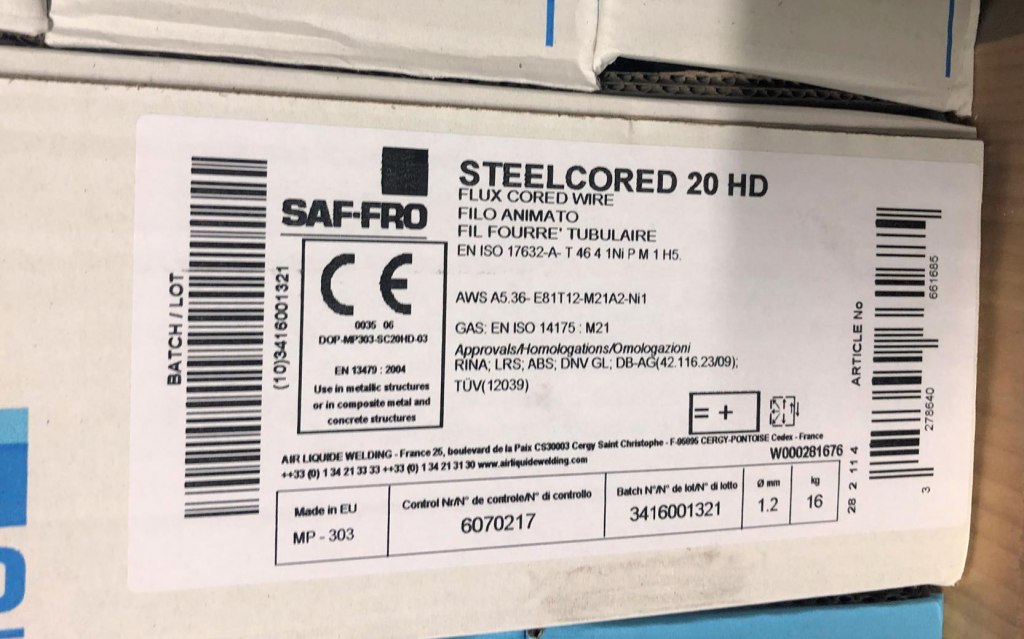 STEELCORED 20 HD
FLUX CORED WIRE
FILO ANIMATO
FIL FOURRE' TUBULAIRE
EN ISO 17632-A- T 46 4 1Ni P M 1 H5.
AWS A5.36- E81T12-M21A2-Ni1
GAS: EN ISO 14175 : M21
Approvals/Homologations/Omologazioni
RINA; LRS; ABS; DNV GL; DB-AG(42.116.23/09);
TÜV(12039)
= +
SAF-FRO
CE
0036 06
DOP-MP303-SC20HD-03
EN 13479 : 2004
Use in metallic structures
or in composite metal and
concrete structures
BATCH / LOT
(10)3416001321
AIR LIQUIDE WELDING - France 25, boulevard de la Paix CS30003 Cergy Saint Christophe - F-95895 CERGY-PONTOISE Cedex - France
++33 (0) 1 34 21 33 33 ++33 (0) 1 34 21 31 30 www.airliquidewelding.com
W000281676
Made in EU
MP - 303
Control Nr/N° de controle/N° di controllo
6070217
Batch N°/N° de lot/N° di lotto
3416001321
Ø mm
1.2
kg
16
ARTICLE No
28 2 11 4
3 278640 661685